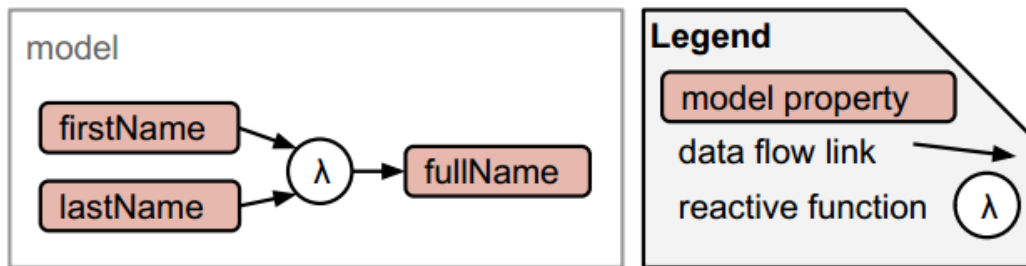 model
firstName
lastName
λ
fullName
Legend
model property
data flow link
reactive function
λ